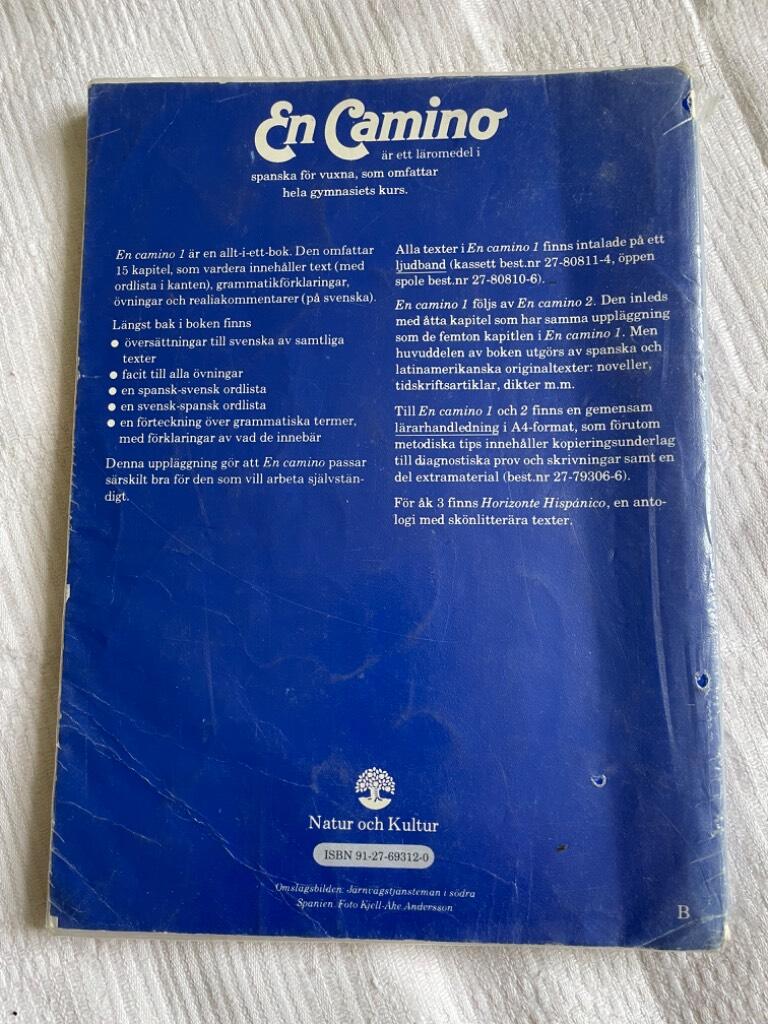 En Camino
är ett läromedel i
spanska för vuxna, som omfattar
hela gymnasiets kurs.
En camino 1 är en allt-i-ett-bok. Den omfattar
15 kapitel, som vardera innehåller text (med
ordlista i kanten), grammatikförklaringar,
övningar och realiakommentarer (på svenska).
Längst bak i boken finns
● översättningar till svenska av samtliga
texter
● facit till alla övningar
● en spansk-svensk ordlista
● en svensk-spansk ordlista
● en förteckning över grammatiska termer,
med förklaringar av vad de innebär
Denna uppläggning gör att En camino passar
särskilt bra för den som vill arbeta självstän-
digt.
Alla texter i En camino 1 finns intalade på ett
ljudband (kassett best.nr 27-80811-4, öppen
spole best.nr 27-80810-6).
En camino 1 följs av En camino 2. Den inleds
med åtta kapitel som har samma uppläggning
som de femton kapitlen i En camino 1. Men
huvuddelen av boken utgörs av spanska och
latinamerikanska originaltexter: noveller,
tidskriftsartiklar, dikter m.m.
Till En camino 1 och 2 finns en gemensam
lärarhandledning i A4-format, som förutom
metodiska tips innehåller kopieringsunderlag
till diagnostiska prov och skrivningar samt en
del extramaterial (best.nr 27-79306-6).
För åk 3 finns Horizonte Hispánico, en anto-
logi med skönlitterära texter.
Natur och Kultur
ISBN 91-27-69312-0
Omslagsbilden: Järnvägstjänsteman i södra
Spanien. Foto Kjell-Åke Andersson
B